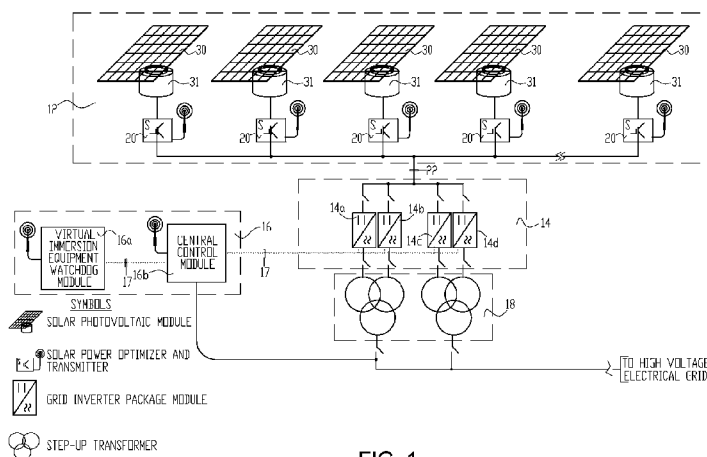 30 30 30 30 30
31 31 31 31 31
12
S S S S S
20 20 20 20 20
22
14a 14b 14c 14d
14
16
16a
VIRTUAL
IMMERSION
EQUIPMENT
WATCHDOG
MODULE
CENTRAL
CONTROL
MODULE
16b
17 17
18
SYMBOLS
SOLAR PHOTOVOLTAIC MODULE
SOLAR POWER OPTIMIZER AND
TRANSMITTER
GRID INVERTER PACKAGE MODULE
STEP-UP TRANSFORMER
TO HIGH VOLTAGE
ELECTRICAL GRID
FIG. 1